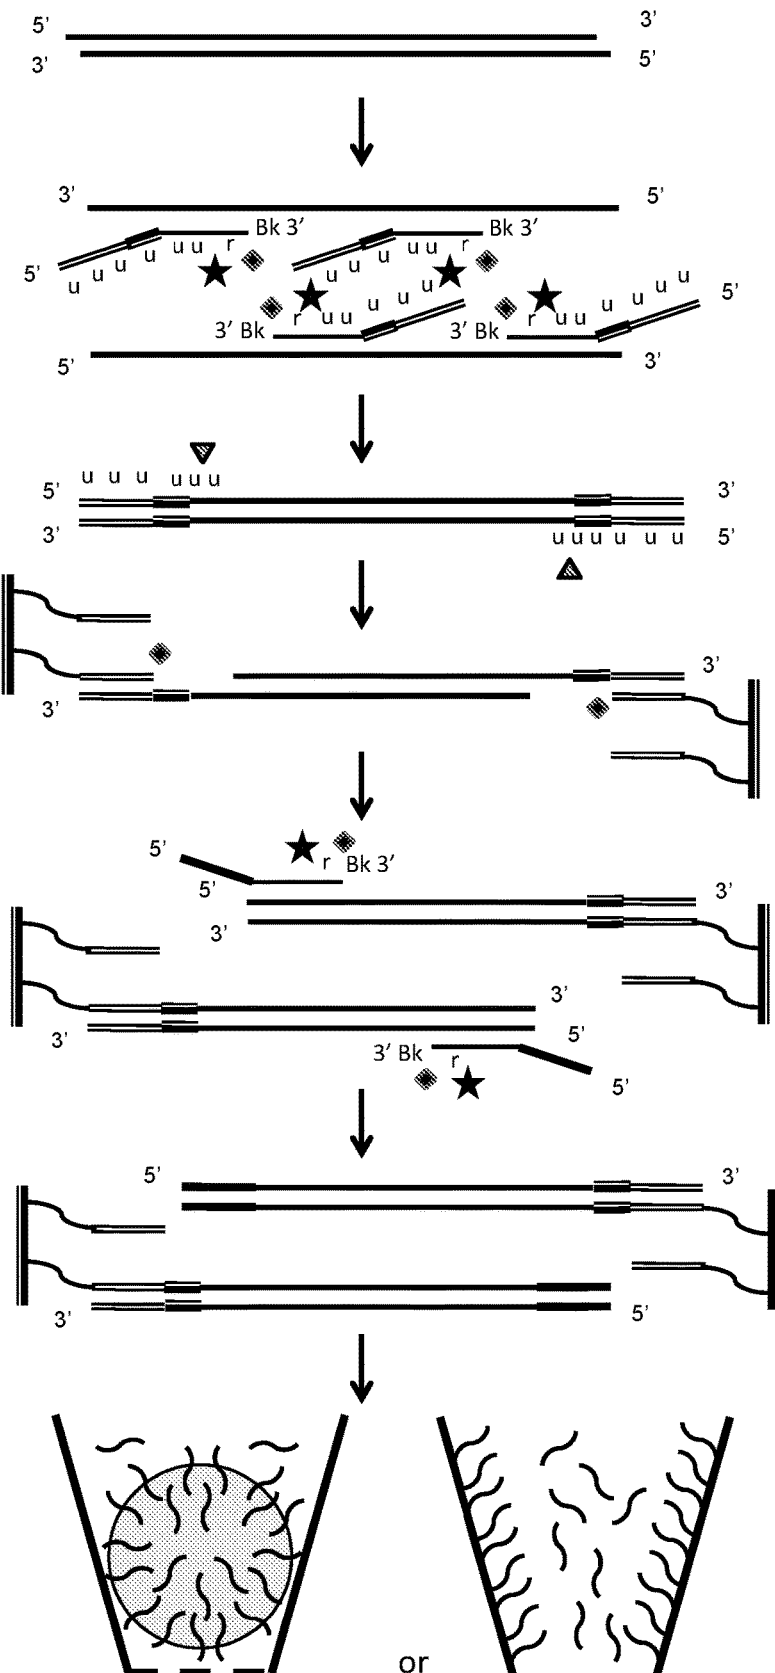 5’ 3’
3’ 5’
3’ 5’
Bk 3’ Bk 3’
u u r u u r
5’ u u u u u u u
u u u u u u 5’
r u u r u u
3’ Bk 3’ Bk
5’ 3’
u u u u u u
5’ 3’
3’ 5’
u u u u u u
3’
3’
5’ r Bk 3’
5’ 3’
3’
3’
3’ 5’
3’ Bk r
5’
5’ 3’
3’ 5’
or